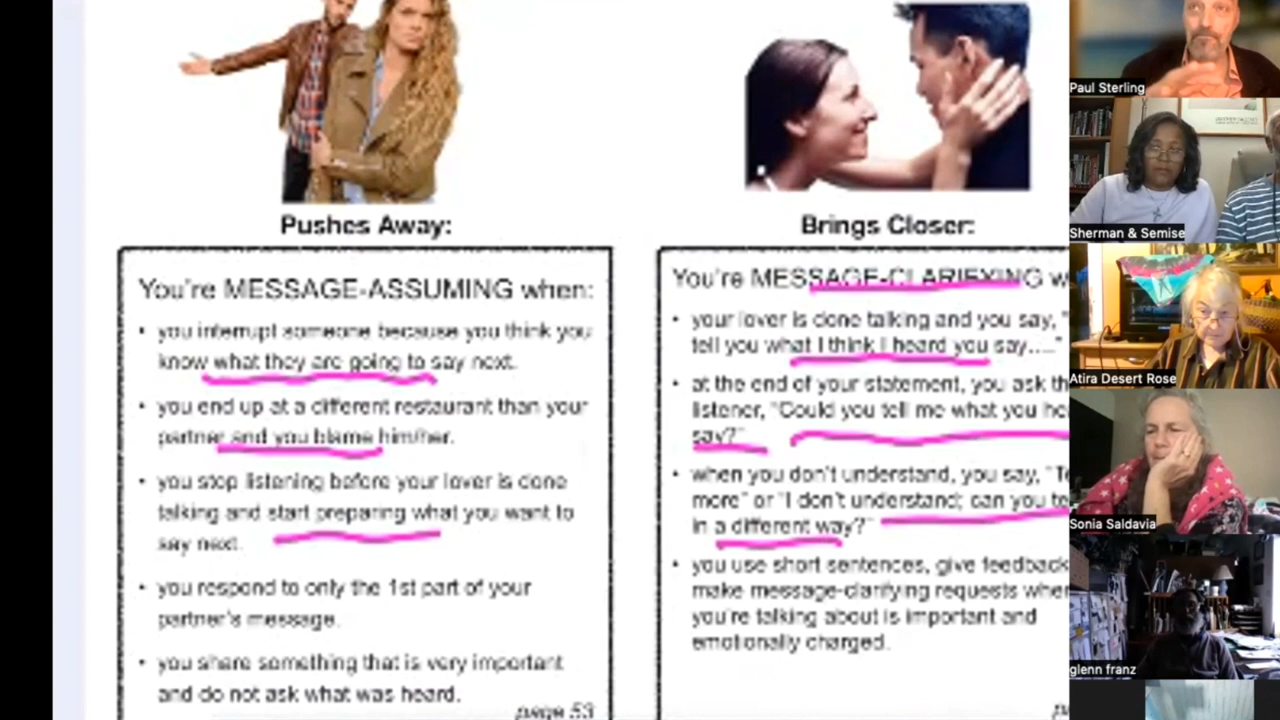 Pushes Away:
You're MESSAGE-ASSUMING when:
• you interrupt someone because you think you
know what they are going to say next.
• you end up at a different restaurant than your
partner and you blame him/her.
• you stop listening before your lover is done
talking and start preparing what you want to
say next.
• you respond to only the 1st part of your
partner's message.
• you share something that is very important
and do not ask what was heard.
page 53
Brings Closer:
You're MESSAGE-CLARIFYING w
• your lover is done talking and you say, "
tell you what I think I heard you say...."
• at the end of your statement, you ask th
listener, "Could you tell me what you he
say?"
• when you don't understand, you say, "Te
more" or "I don't understand; can you te
in a different way?"
• you use short sentences, give feedback
make message-clarifying requests when
you're talking about is important and
emotionally charged.
Paul Sterling
Sherman & Semise
Atira Desert Rose
Sonia Saldavia
glenn franz